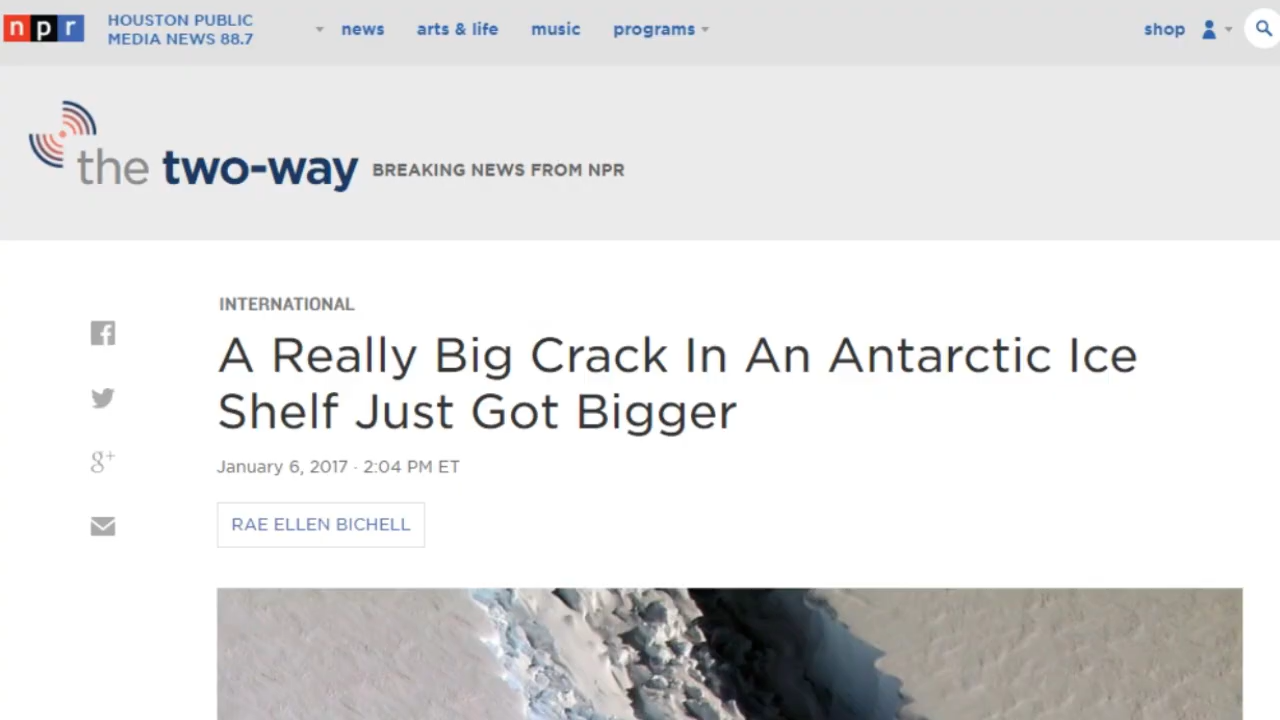 npr
HOUSTON PUBLIC
MEDIA NEWS 88.7
news
arts & life
music
programs
shop
the two-way
BREAKING NEWS FROM NPR
INTERNATIONAL
A Really Big Crack In An Antarctic Ice
Shelf Just Got Bigger
January 6, 2017 · 2:04 PM ET
RAE ELLEN BICHELL
f
g+